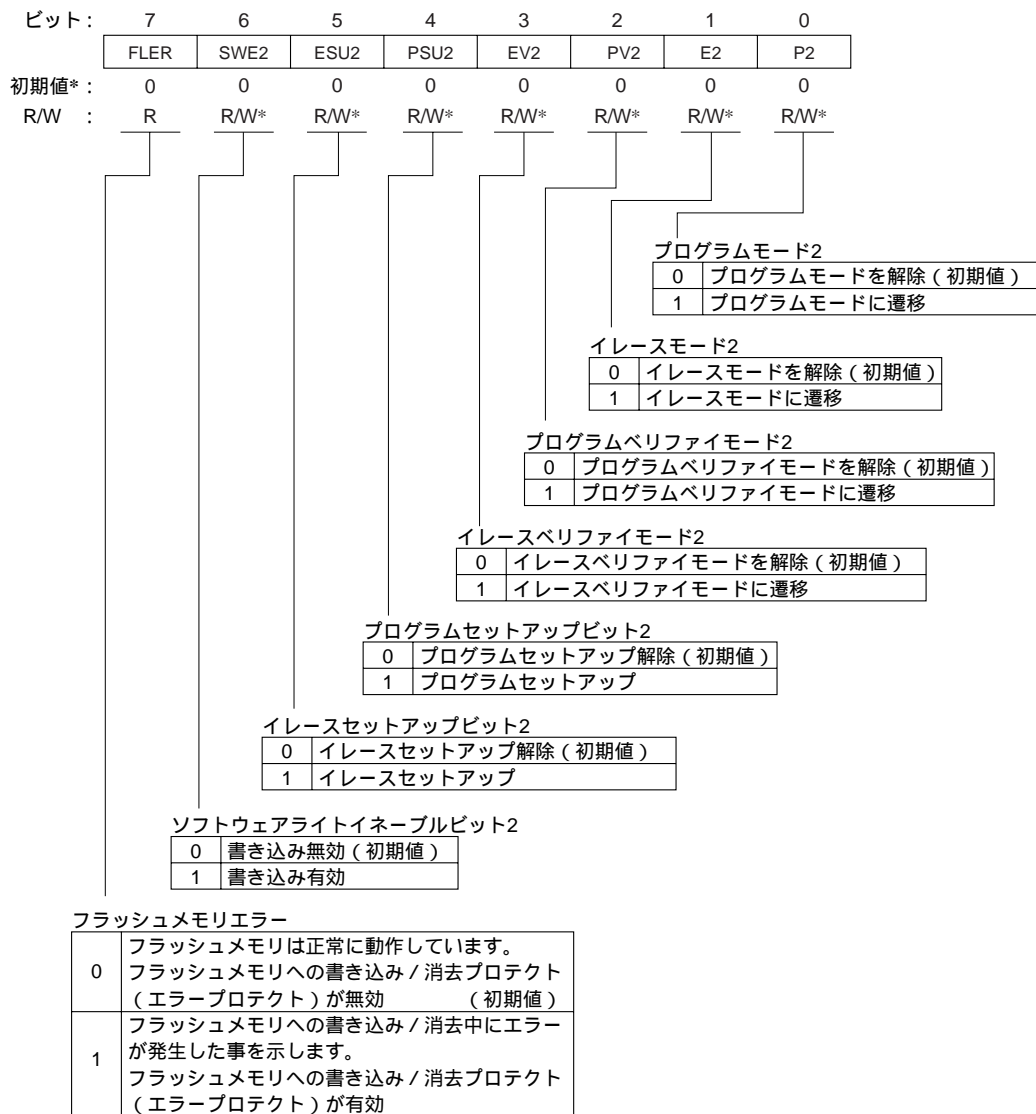 ビット： 7 6 5 4 3 2 1 0
FLER SWE2 ESU2 PSU2 EV2 PV2 E2 P2
初期値*： 0 0 0 0 0 0 0 0
R/W ： R R/W* R/W* R/W* R/W* R/W* R/W* R/W*
プログラムモード2
0 プログラムモードを解除（初期値）
1 プログラムモードに遷移
イレースモード2
0 イレースモードを解除（初期値）
1 イレースモードに遷移
プログラムベリファイモード2
0 プログラムベリファイモードを解除（初期値）
1 プログラムベリファイモードに遷移
イレースベリファイモード2
0 イレースベリファイモードを解除（初期値）
1 イレースベリファイモードに遷移
プログラムセットアップビット2
0 プログラムセットアップ解除（初期値）
1 プログラムセットアップ
イレースセットアップビット2
0 イレースセットアップ解除（初期値）
1 イレースセットアップ
ソフトウェアライトイネーブルビット2
0 書き込み無効（初期値）
1 書き込み有効
フラッシュメモリエラー
0 フラッシュメモリは正常に動作しています。
フラッシュメモリへの書き込み / 消去プロテクト
（エラープロテクト）が無効 （初期値）
1 フラッシュメモリへの書き込み / 消去中にエラー
が発生した事を示します。
フラッシュメモリへの書き込み / 消去プロテクト
（エラープロテクト）が有効